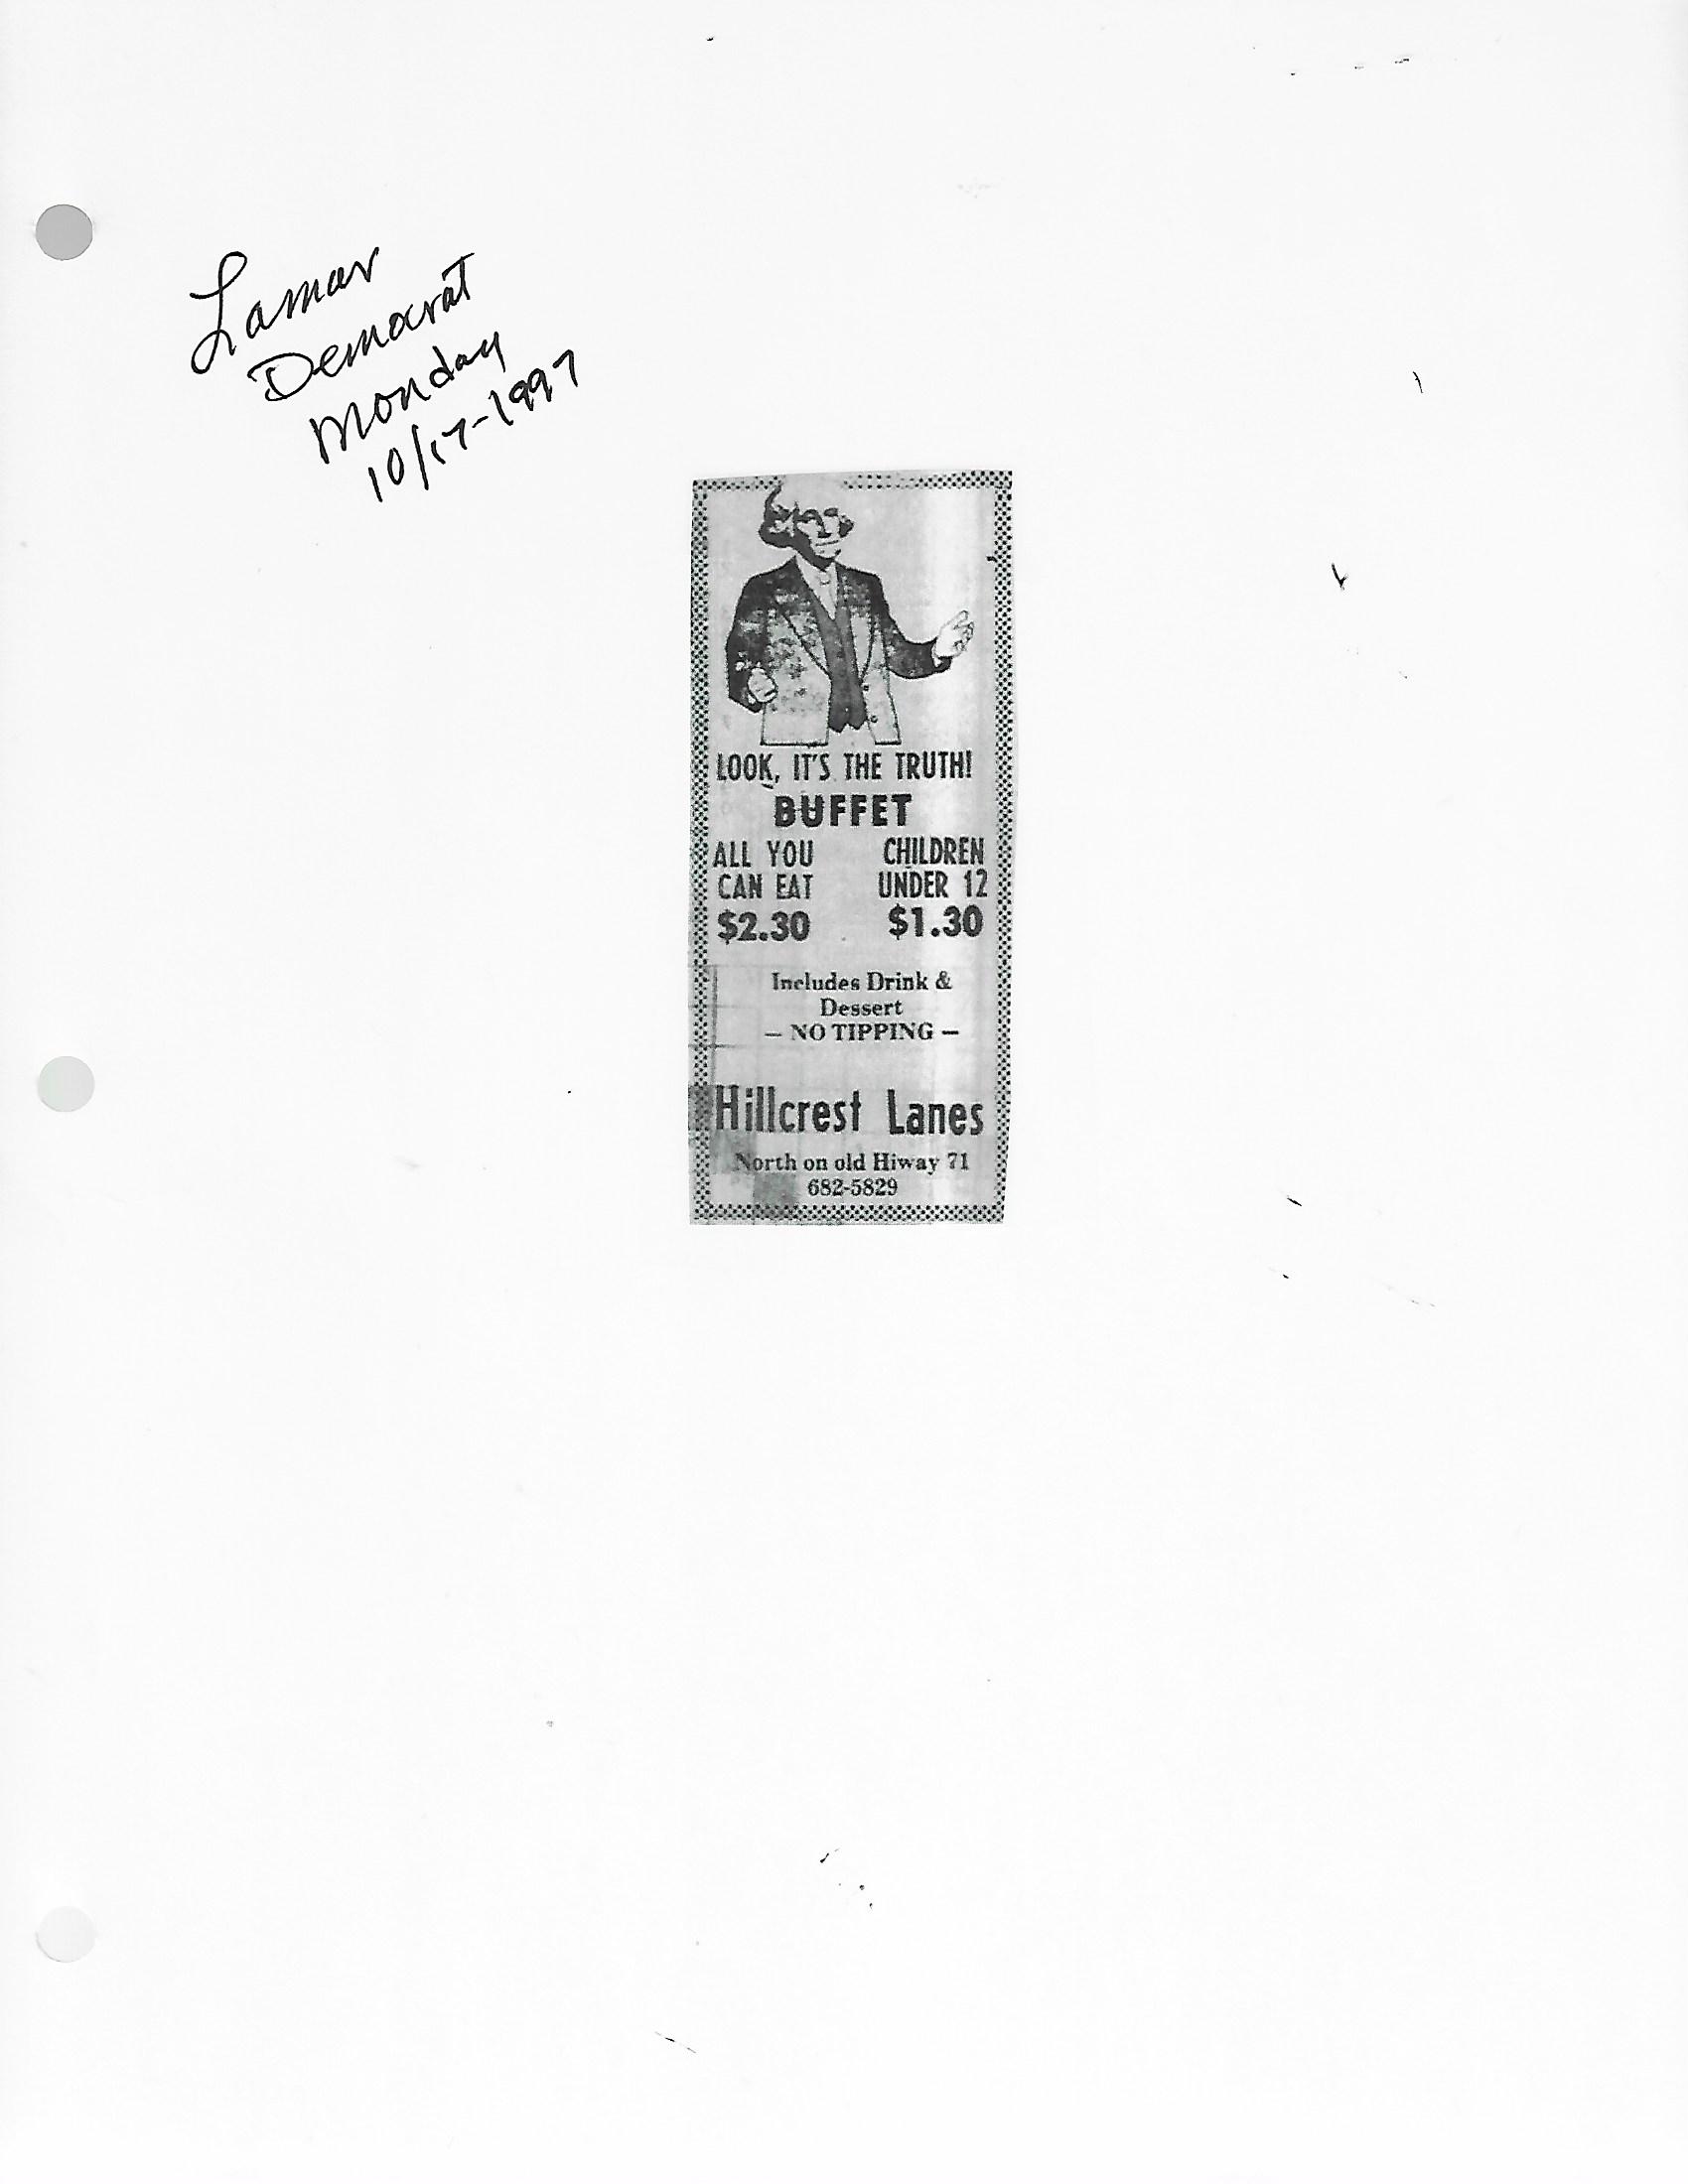 Lamar
Democrat
Monday
10/17-1997
LOOK, IT'S THE TRUTH!
BUFFET
ALL YOU CHILDREN
CAN EAT UNDER 12
$2.30 $1.30
Includes Drink &
Dessert
— NO TIPPING —
Hillcrest Lanes
North on old Hiway 71
682-5829